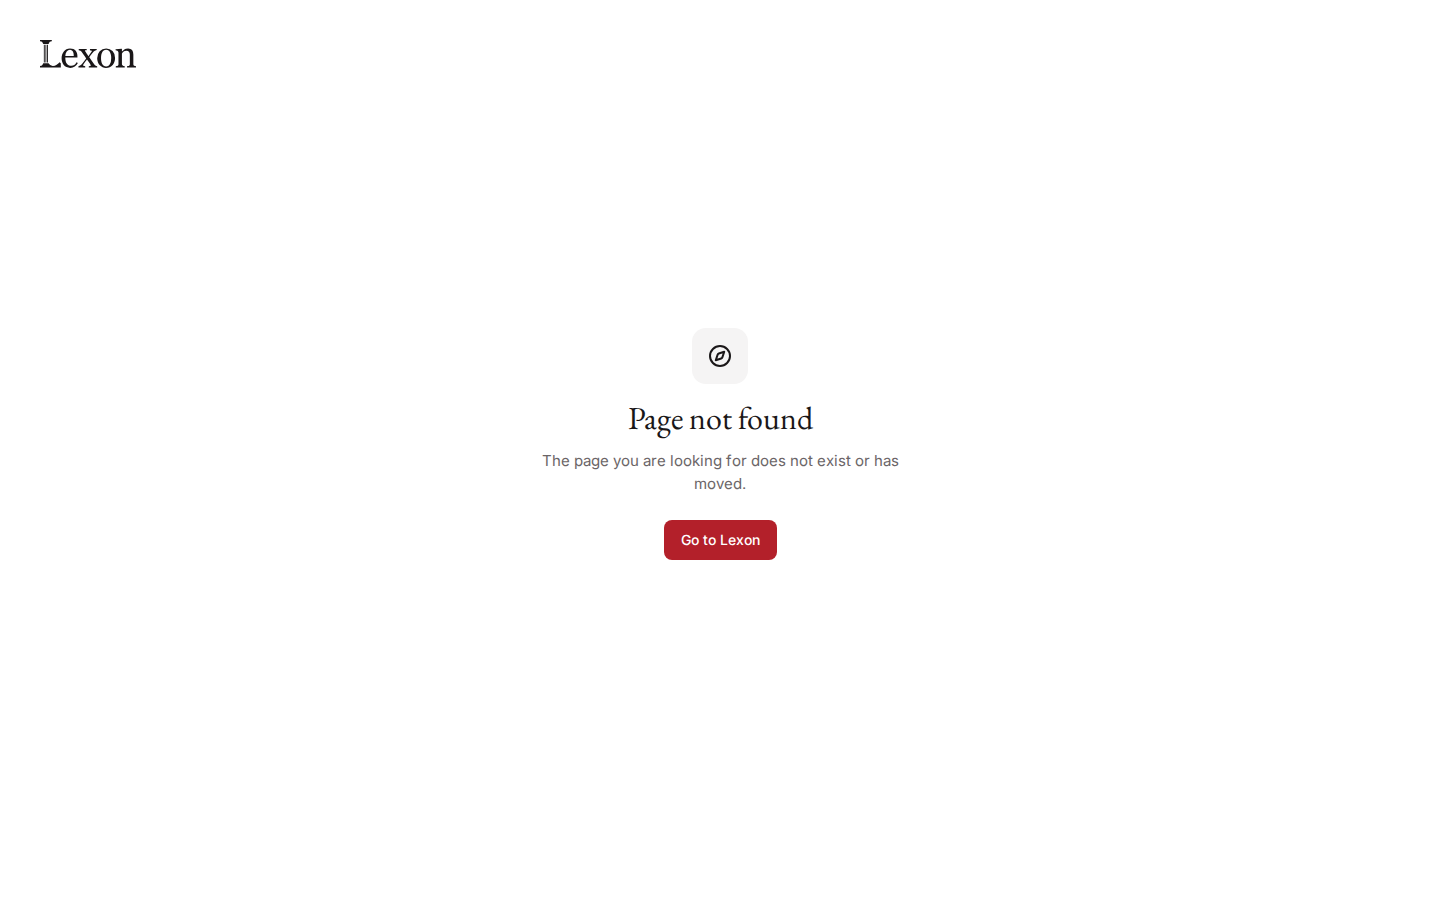 Lexon
Page not found
The page you are looking for does not exist or has
moved.
Go to Lexon